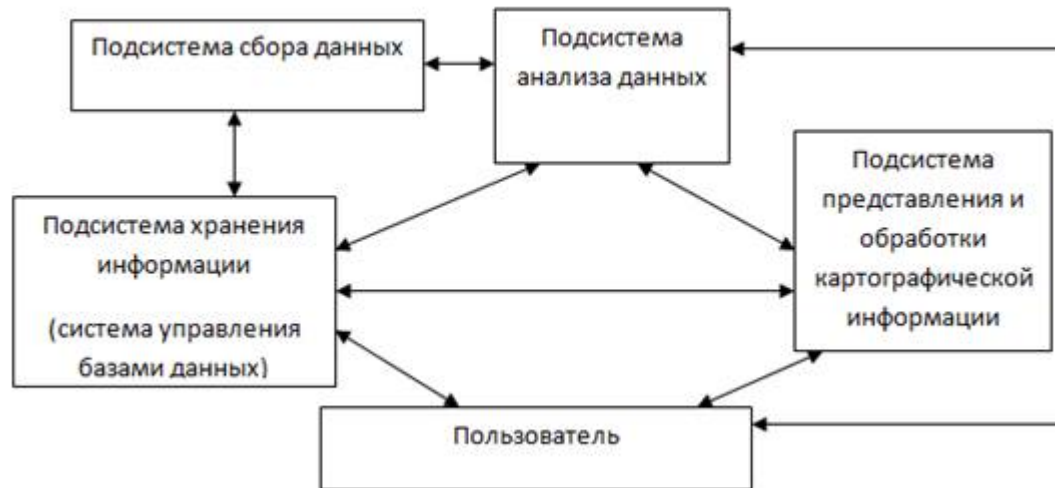 Подсистема сбора данных
Подсистема
анализа данных
Подсистема
представления и
обработки
картографической
информации
Подсистема хранения
информации
(система управления
базами данных)
Пользователь